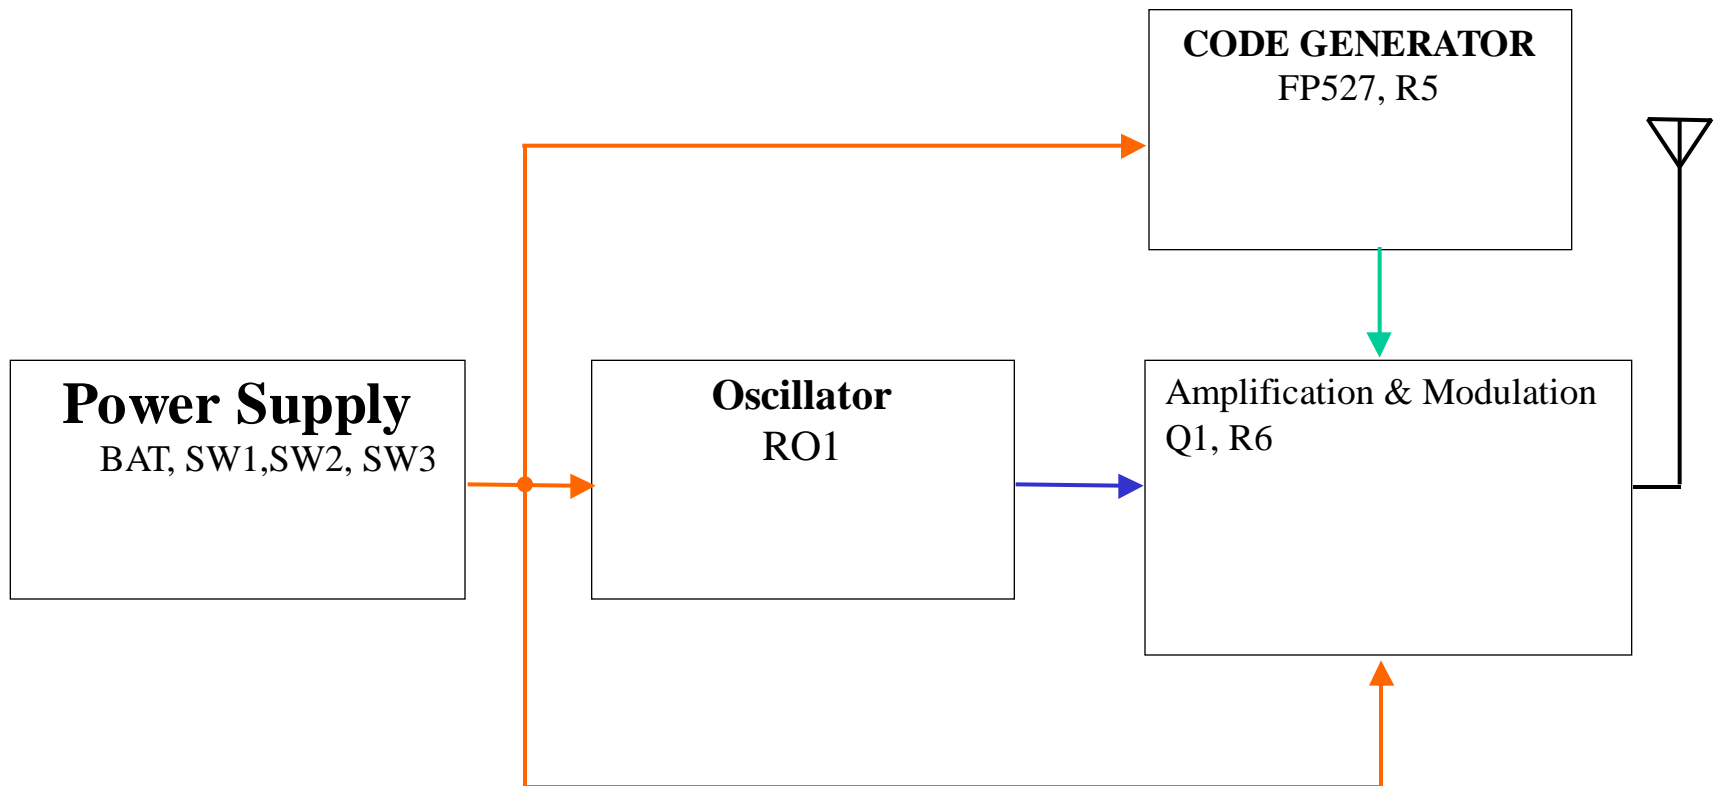 CODE GENERATOR
FP527, R5
Power Supply
BAT, SW1,SW2, SW3
Oscillator
RO1
Amplification & Modulation
Q1, R6